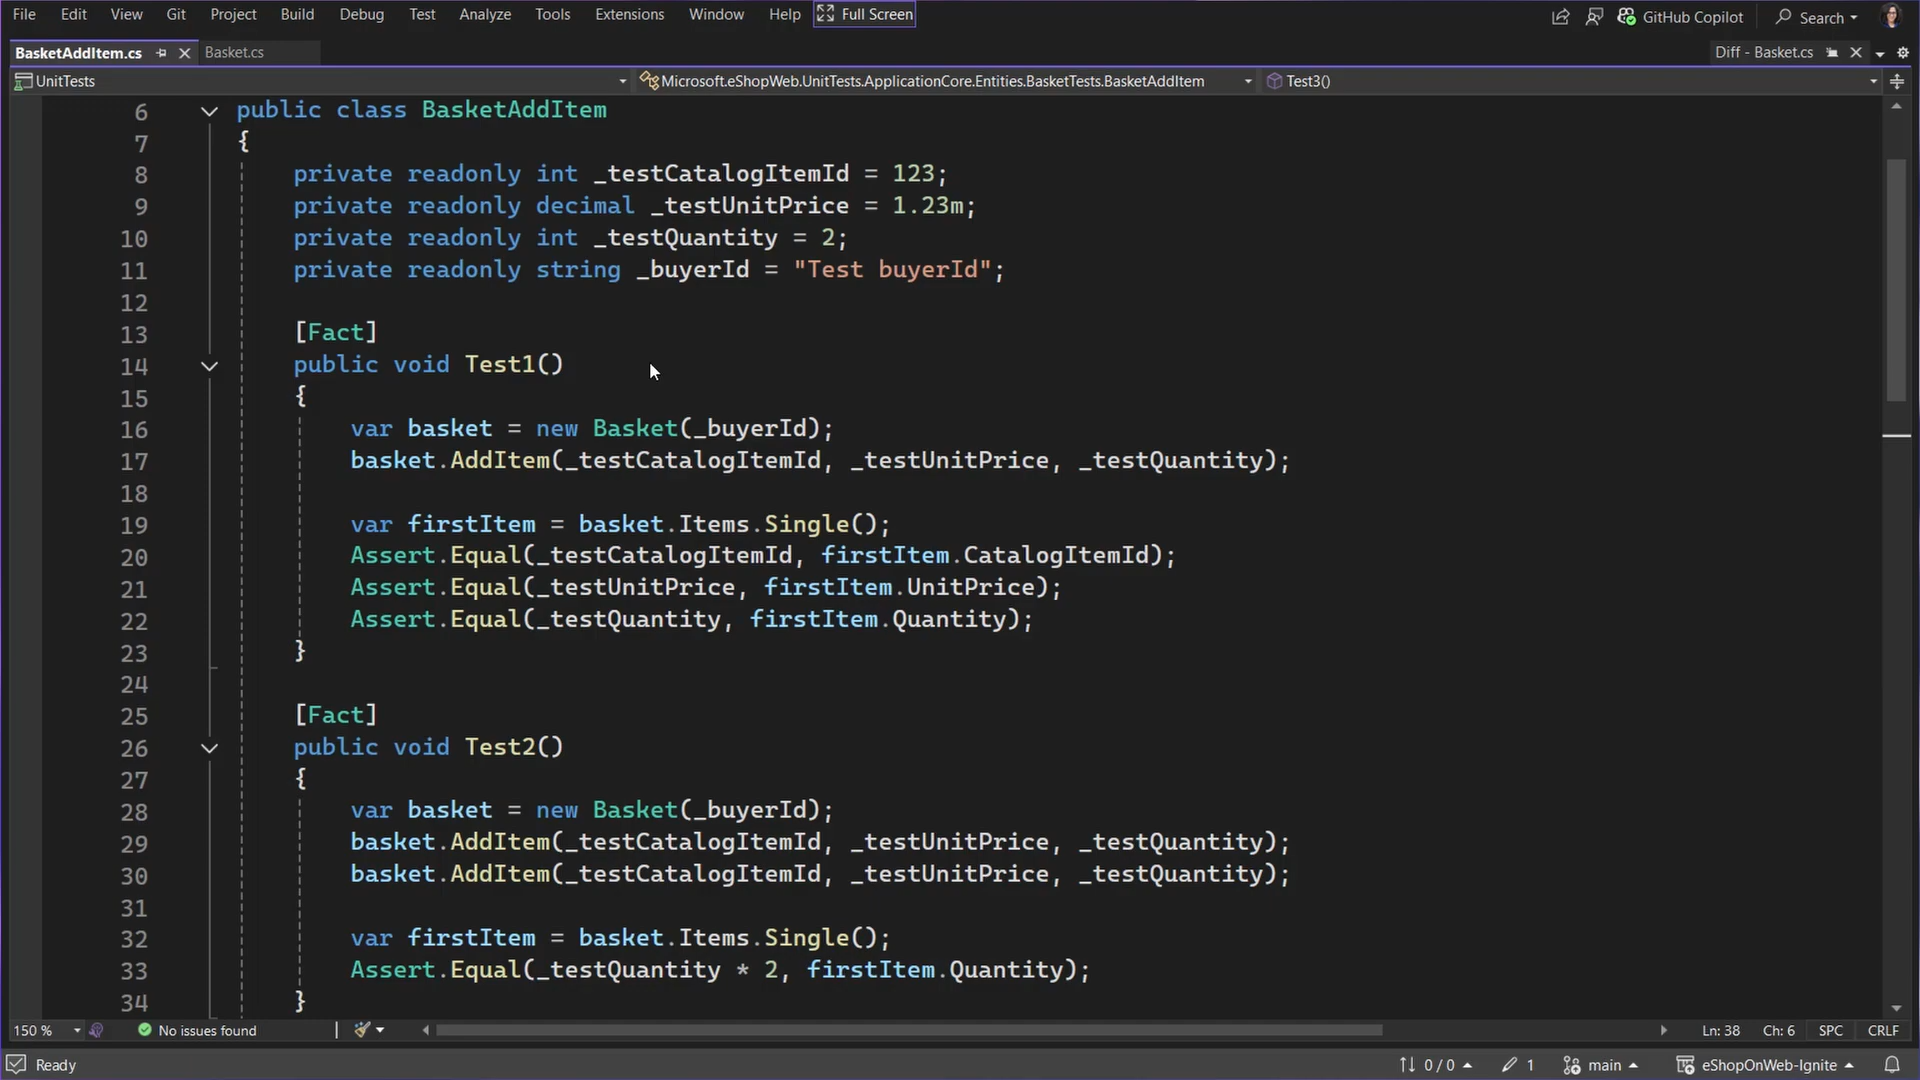 File Edit View Git Project Build Debug Test Analyze Tools Extensions Window Help Full Screen GitHub Copilot Search
BasketAddItem.cs Basket.cs Diff - Basket.cs
UnitTests Microsoft.eShopWeb.UnitTests.ApplicationCore.Entities.BasketTests.BasketAddItem Test3()
6 public class BasketAddItem
7 {
8 private readonly int _testCatalogItemId = 123;
9 private readonly decimal _testUnitPrice = 1.23m;
10 private readonly int _testQuantity = 2;
11 private readonly string _buyerId = "Test buyerId";
12
13 [Fact]
14 public void Test1()
15 {
16 var basket = new Basket(_buyerId);
17 basket.AddItem(_testCatalogItemId, _testUnitPrice, _testQuantity);
18
19 var firstItem = basket.Items.Single();
20 Assert.Equal(_testCatalogItemId, firstItem.CatalogItemId);
21 Assert.Equal(_testUnitPrice, firstItem.UnitPrice);
22 Assert.Equal(_testQuantity, firstItem.Quantity);
23 }
24
25 [Fact]
26 public void Test2()
27 {
28 var basket = new Basket(_buyerId);
29 basket.AddItem(_testCatalogItemId, _testUnitPrice, _testQuantity);
30 basket.AddItem(_testCatalogItemId, _testUnitPrice, _testQuantity);
31
32 var firstItem = basket.Items.Single();
33 Assert.Equal(_testQuantity * 2, firstItem.Quantity);
34 }
150 % No issues found Ln: 38 Ch: 6 SPC CRLF
Ready 0 / 0 1 main eShopOnWeb-Ignite